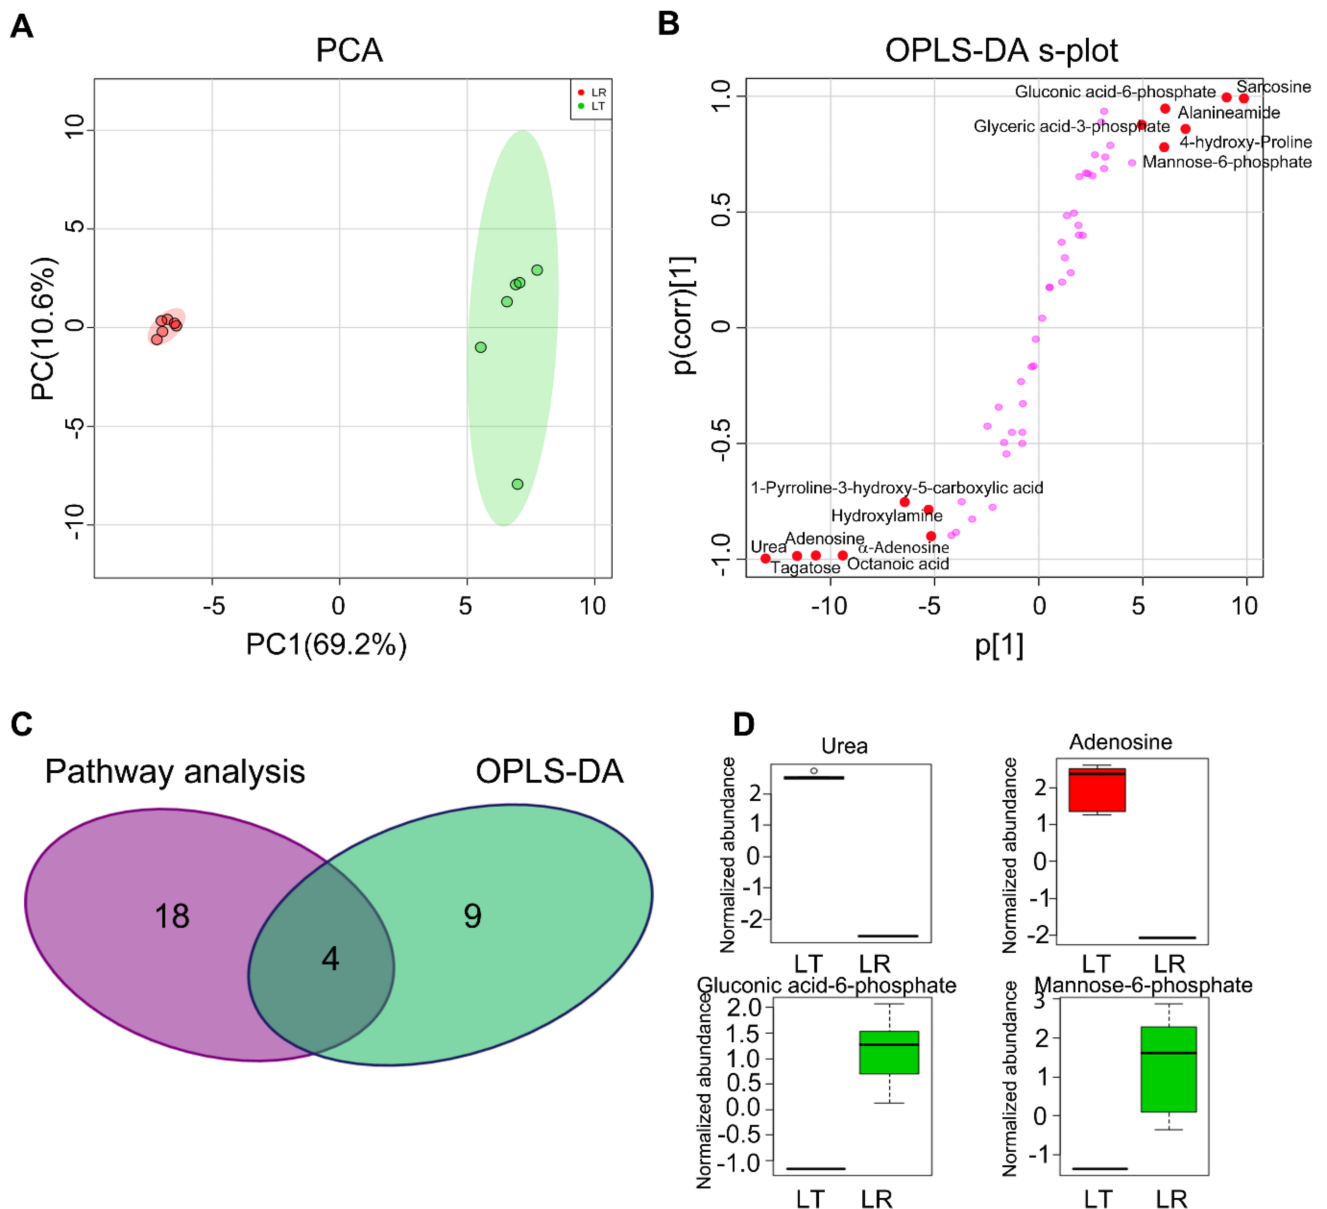 A
PCA
LR
LT
10
5
0
-5
-10
PC(10.6%)
-5
0
5
10
PC1(69.2%)
B
OPLS-DA s-plot
Gluconic acid-6-phosphate
Sarcosine
Alanineamide
Glyceric acid-3-phosphate
4-hydroxy-Proline
Mannose-6-phosphate
1-Pyrroline-3-hydroxy-5-carboxylic acid
Hydroxylamine
Urea
Adenosine
α-Adenosine
Tagatose
Octanoic acid
1.0
0.5
0
-0.5
-1.0
p(corr)[1]
-10
-5
0
5
10
p[1]
C
Pathway analysis
OPLS-DA
18
4
9
D
Urea
Normalized abundance
2
1
0
-1
-2
LT LR
Adenosine
Normalized abundance
2
1
0
-1
-2
LT LR
Gluconic acid-6-phosphate
Normalized abundance
2.0
1.5
1.0
0.5
0.0
-0.5
-1.0
LT LR
Mannose-6-phosphate
Normalized abundance
3
2
1
0
-1
LT LR